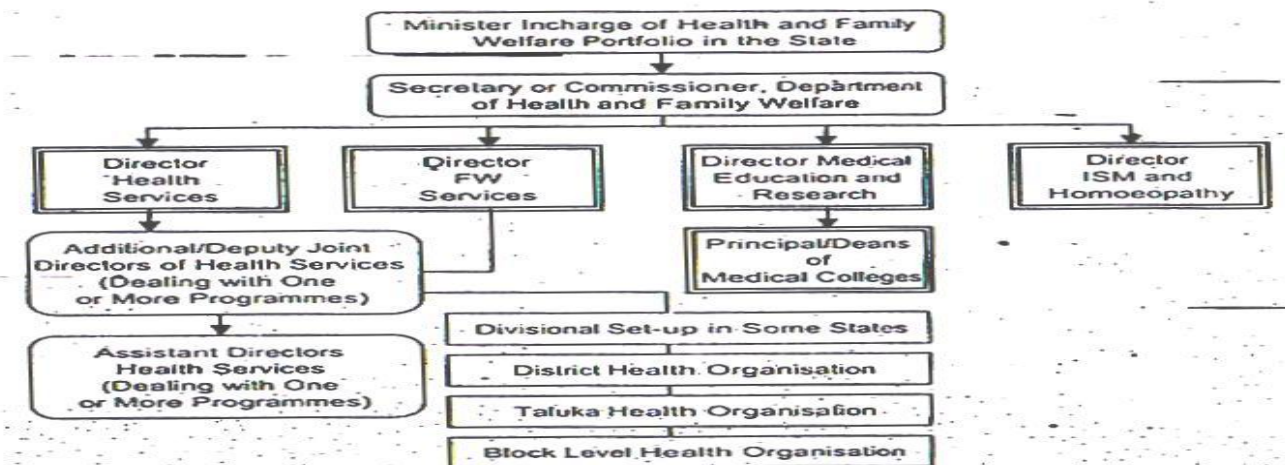 Minister Incharge of Health and Family
Welfare Portfolio in the State
Secretary or Commissioner, Department
of Health and Family Welfare
Director
Health
Services
Director
FW
Services
Director Medical
Education and
Research
Director
ISM and
Homoeopathy
Additional/Deputy Joint
Directors of Health Services
(Dealing with One
or More Programmes)
Principal/Deans
of
Medical Colleges
Assistant Directors
Health Services
(Dealing with One
or More Programmes)
Divisional Set-up in Some States
District Health Organisation
Taluka Health Organisation
Block Level Health Organisation